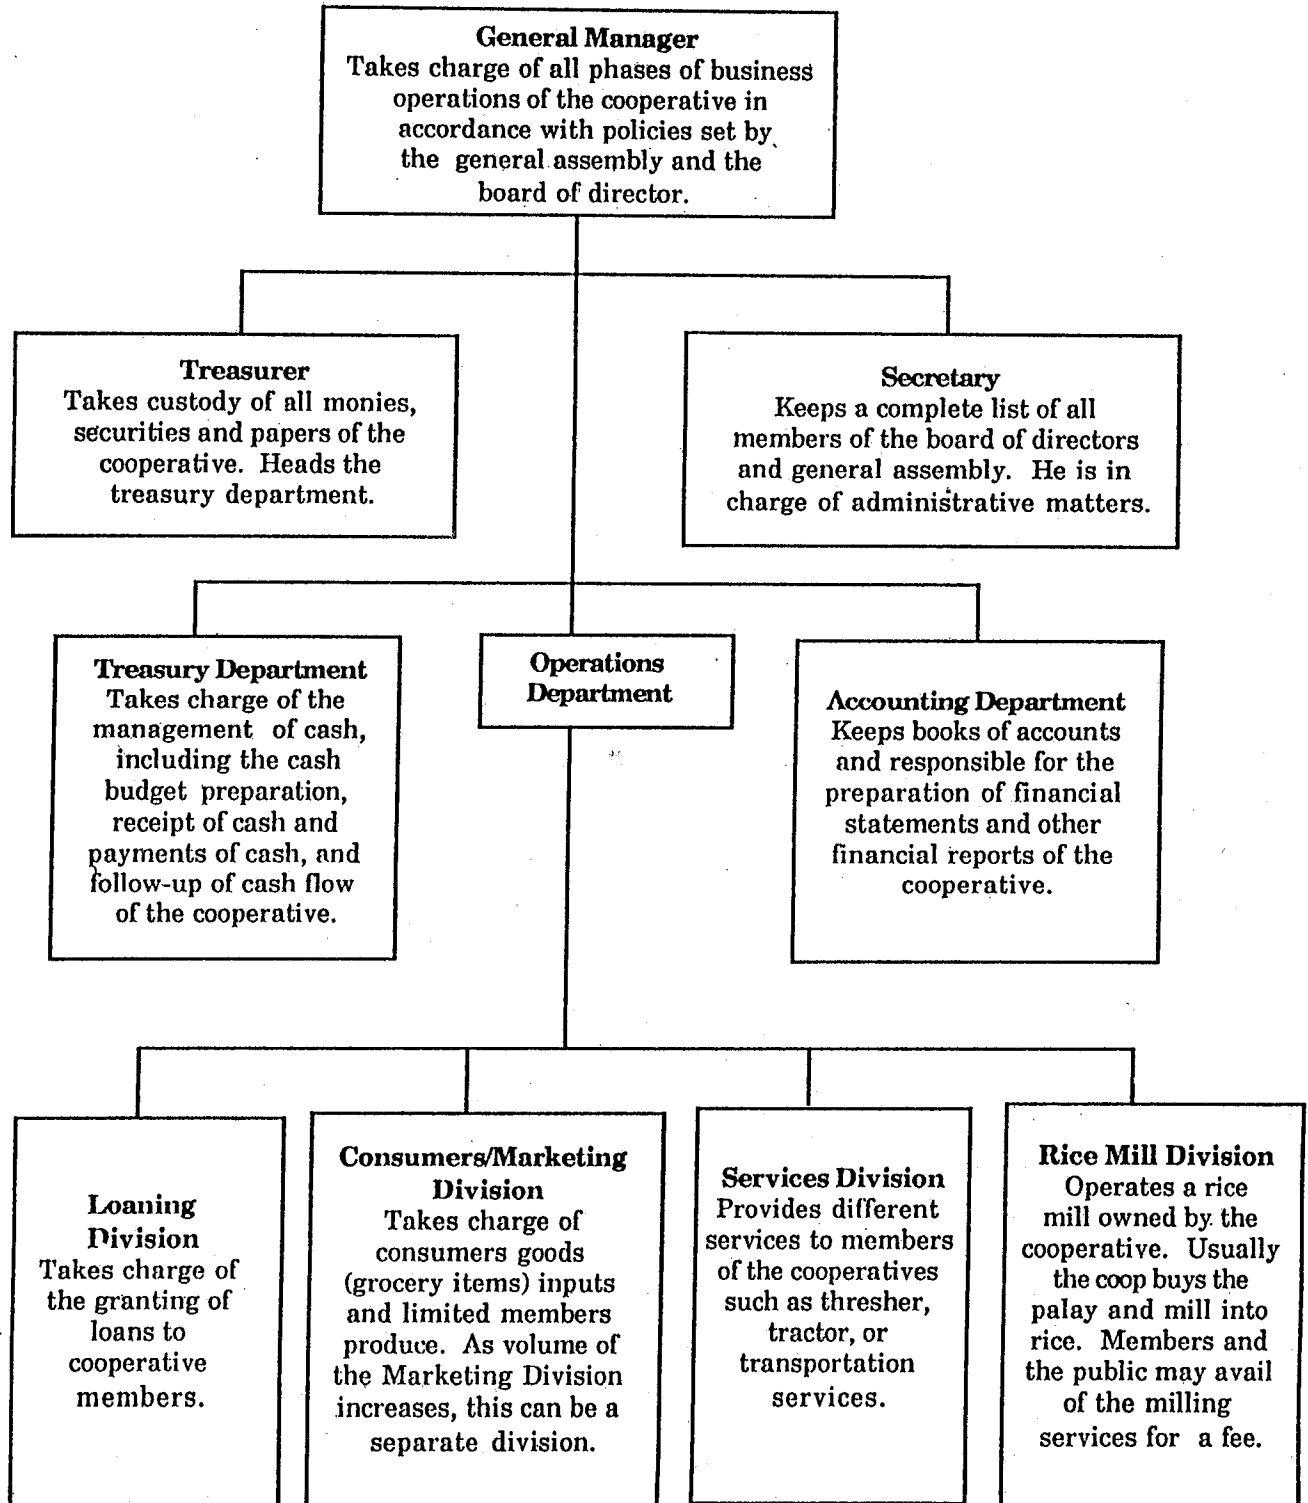 General Manager
Takes charge of all phases of business
operations of the cooperative in
accordance with policies set by
the general assembly and the
board of director.
Treasurer
Takes custody of all monies,
securities and papers of the
cooperative. Heads the
treasury department.
Secretary
Keeps a complete list of all
members of the board of directors
and general assembly. He is in
charge of administrative matters.
Treasury Department
Takes charge of the
management of cash,
including the cash
budget preparation,
receipt of cash and
payments of cash, and
follow-up of cash flow
of the cooperative.
Operations
Department
Accounting Department
Keeps books of accounts
and responsible for the
preparation of financial
statements and other
financial reports of the
cooperative.
Loaning
Division
Takes charge of
the granting of
loans to
cooperative
members.
Consumers/Marketing
Division
Takes charge of
consumers goods
(grocery items) inputs
and limited members
produce. As volume of
the Marketing Division
increases, this can be a
separate division.
Services Division
Provides different
services to members
of the cooperatives
such as thresher,
tractor, or
transportation
services.
Rice Mill Division
Operates a rice
mill owned by the
cooperative. Usually
the coop buys the
palay and mill into
rice. Members and
the public may avail
of the milling
services for a fee.